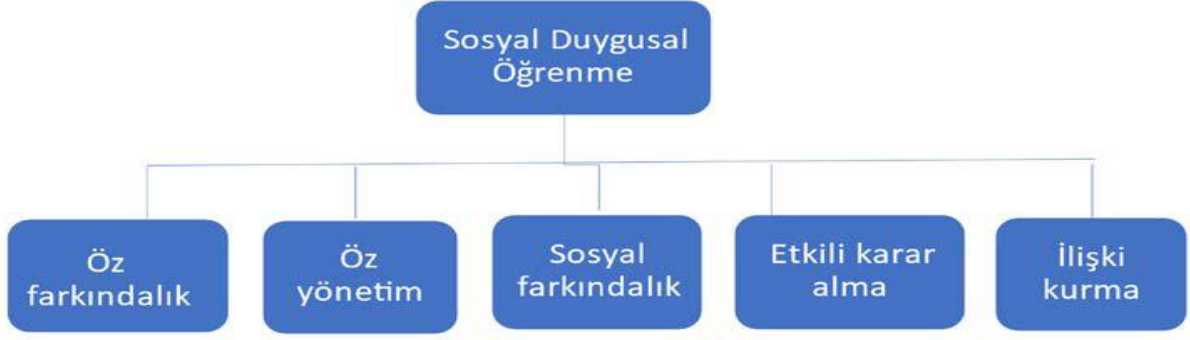 Sosyal Duygusal
Öğrenme
Öz
farkındalık
Öz
yönetim
Sosyal
farkındalık
Etkili karar
alma
İlişki
kurma